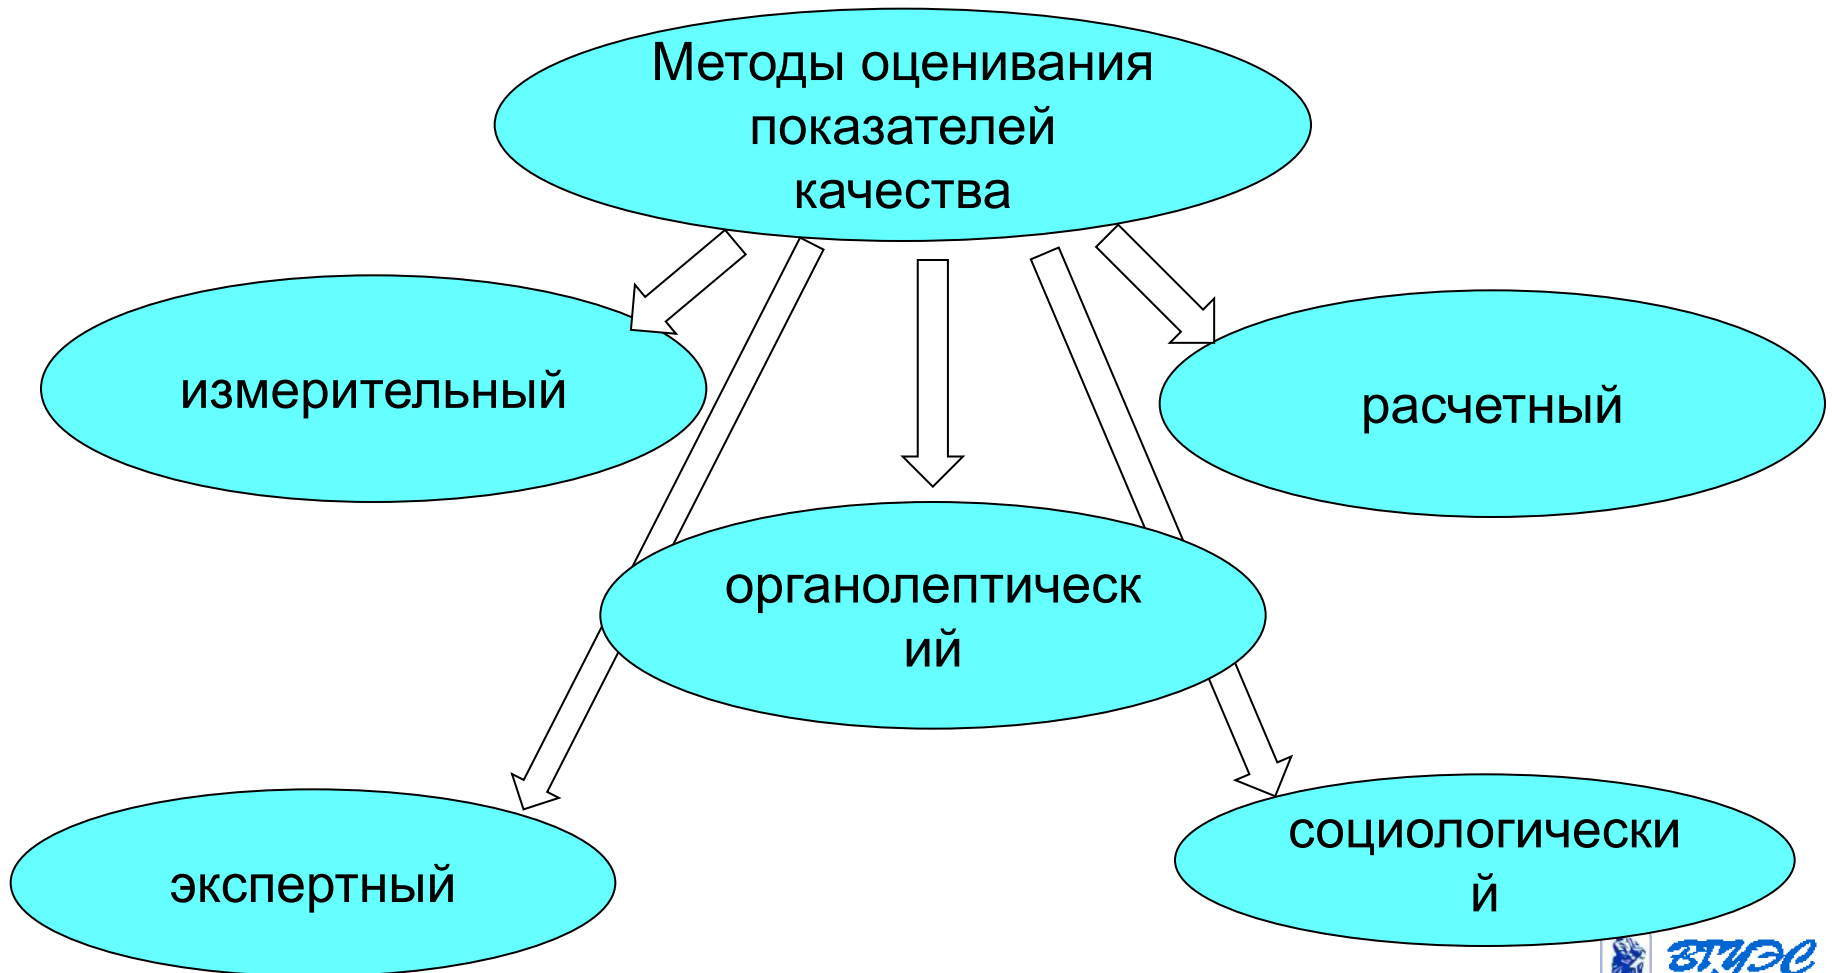 Методы оценивания
показателей
качества
измерительный
расчетный
органолептическ
ий
экспертный
социологически
й
ВГУЭС